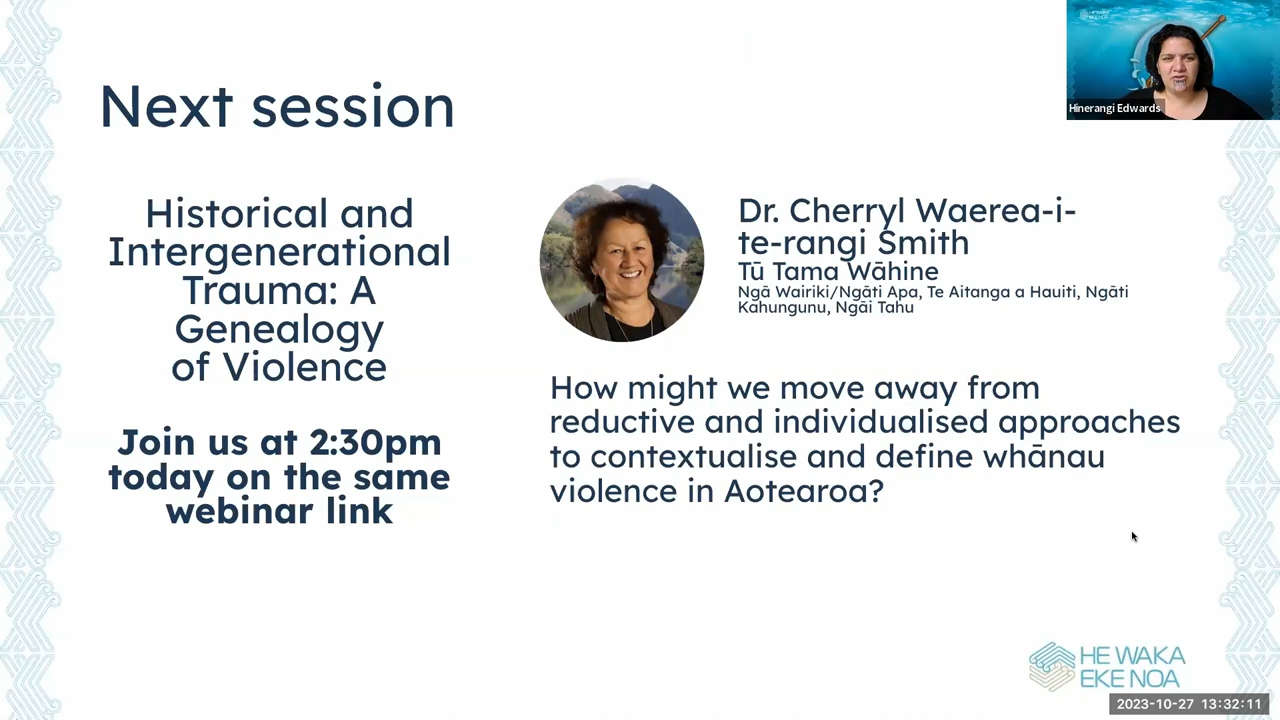 Next session
Historical and
Intergenerational
Trauma: A
Genealogy
of Violence
Join us at 2:30pm
today on the same
webinar link
Dr. Cherryl Waerea-i-
te-rangi Smith
Tū Tama Wāhine
Ngā Wairiki/Ngāti Apa, Te Aitanga a Hauiti, Ngāti
Kahungunu, Ngāi Tahu
How might we move away from
reductive and individualised approaches
to contextualise and define whānau
violence in Aotearoa?
Hinerangi Edwards
HE WAKA
EKE NOA
2023-10-27 13:32:11